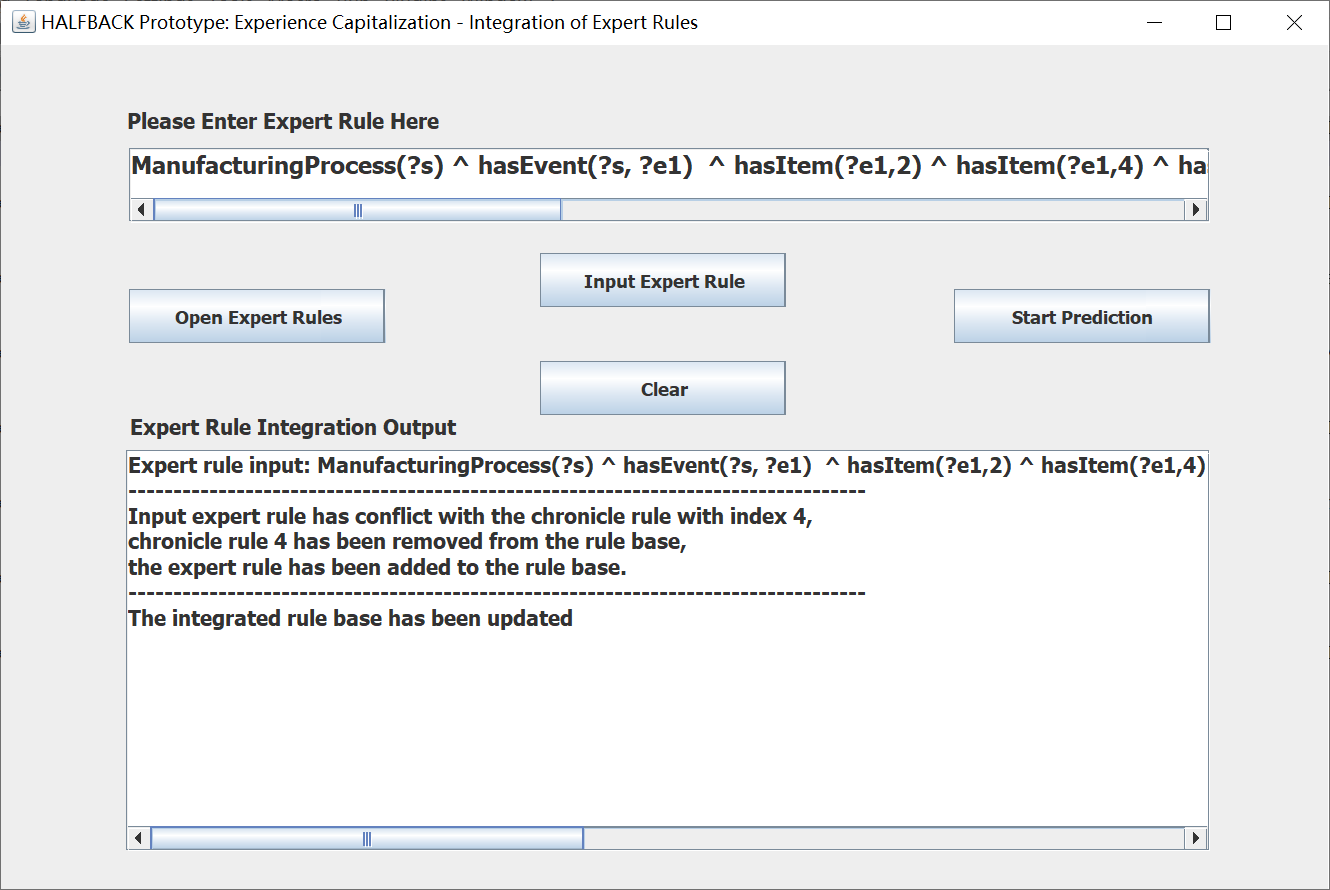 HALFBACK Prototype: Experience Capitalization - Integration of Expert Rules
Please Enter Expert Rule Here
ManufacturingProcess(?s) ^ hasEvent(?s, ?e1)  ^ hasItem(?e1,2) ^ hasItem(?e1,4) ^ ha
Input Expert Rule
Open Expert Rules
Start Prediction
Clear
Expert Rule Integration Output
Expert rule input: ManufacturingProcess(?s) ^ hasEvent(?s, ?e1)  ^ hasItem(?e1,2) ^ hasItem(?e1,4)
----------------------------------------------------------------------------------
Input expert rule has conflict with the chronicle rule with index 4,
chronicle rule 4 has been removed from the rule base,
the expert rule has been added to the rule base.
----------------------------------------------------------------------------------
The integrated rule base has been updated